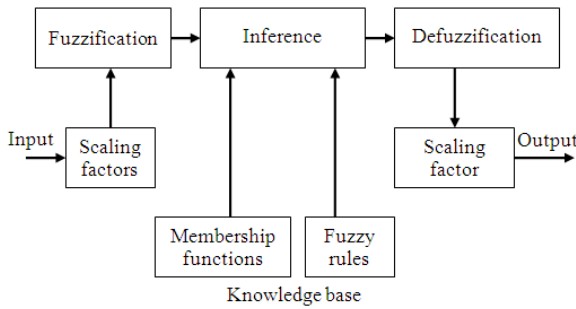 Fuzzification
Inference
Defuzzification
Input
Scaling
factors
Scaling
factor
Output
Membership
functions
Fuzzy
rules
Knowledge base